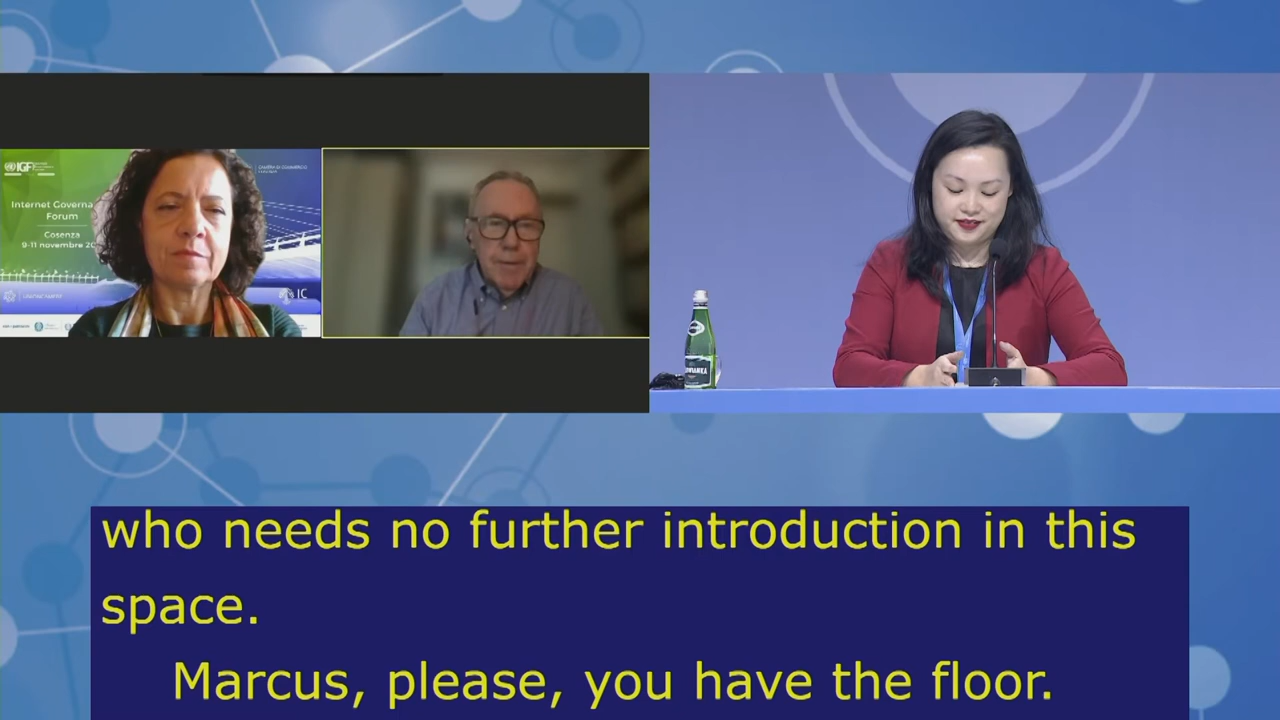 IGF
Internet Governa
Forum
Cosenza
9-11 novembre 20
IC
who needs no further introduction in this
space.
Marcus, please, you have the floor.